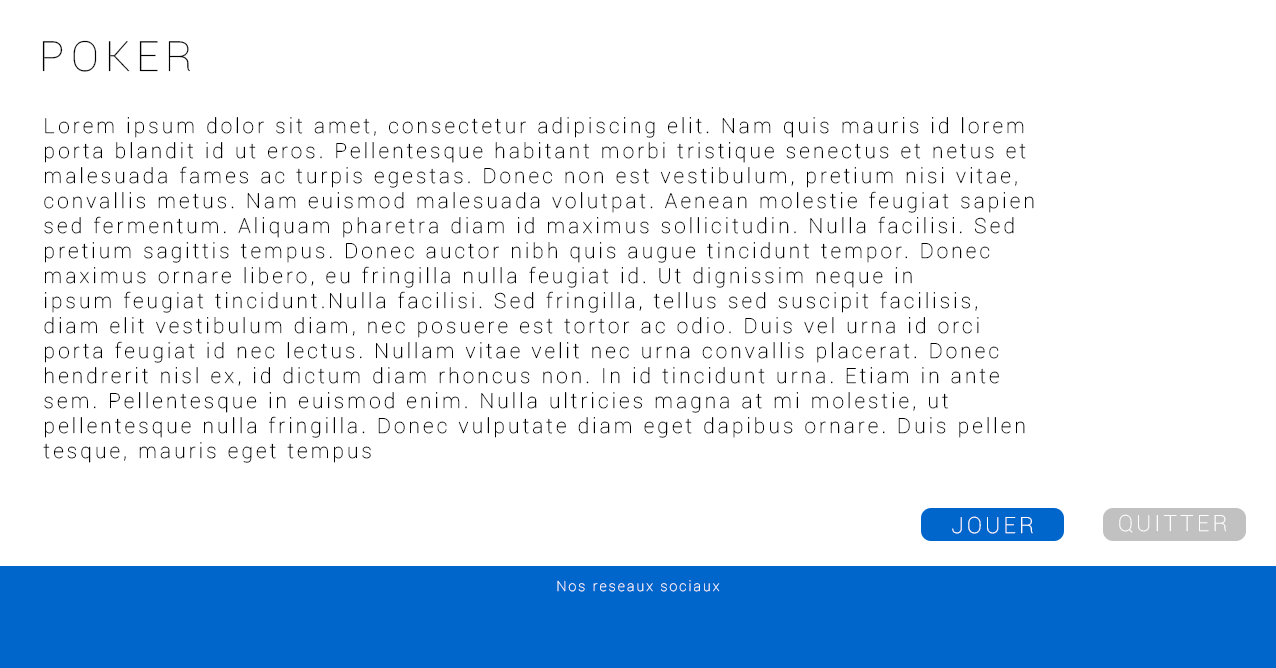 POKER
Lorem ipsum dolor sit amet, consectetur adipiscing elit. Nam quis mauris id lorem
porta blandit id ut eros. Pellentesque habitant morbi tristique senectus et netus et
malesuada fames ac turpis egestas. Donec non est vestibulum, pretium nisi vitae,
convallis metus. Nam euismod malesuada volutpat. Aenean molestie feugiat sapien
sed fermentum. Aliquam pharetra diam id maximus sollicitudin. Nulla facilisi. Sed
pretium sagittis tempus. Donec auctor nibh quis augue tincidunt tempor. Donec
maximus ornare libero, eu fringilla nulla feugiat id. Ut dignissim neque in
ipsum feugiat tincidunt.Nulla facilisi. Sed fringilla, tellus sed suscipit facilisis,
diam elit vestibulum diam, nec posuere est tortor ac odio. Duis vel urna id orci
porta feugiat id nec lectus. Nullam vitae velit nec urna convallis placerat. Donec
hendrerit nisl ex, id dictum diam rhoncus non. In id tincidunt urna. Etiam in ante
sem. Pellentesque in euismod enim. Nulla ultricies magna at mi molestie, ut
pellentesque nulla fringilla. Donec vulputate diam eget dapibus ornare. Duis pellen
tesque, mauris eget tempus
JOUER
QUITTER
Nos reseaux sociaux